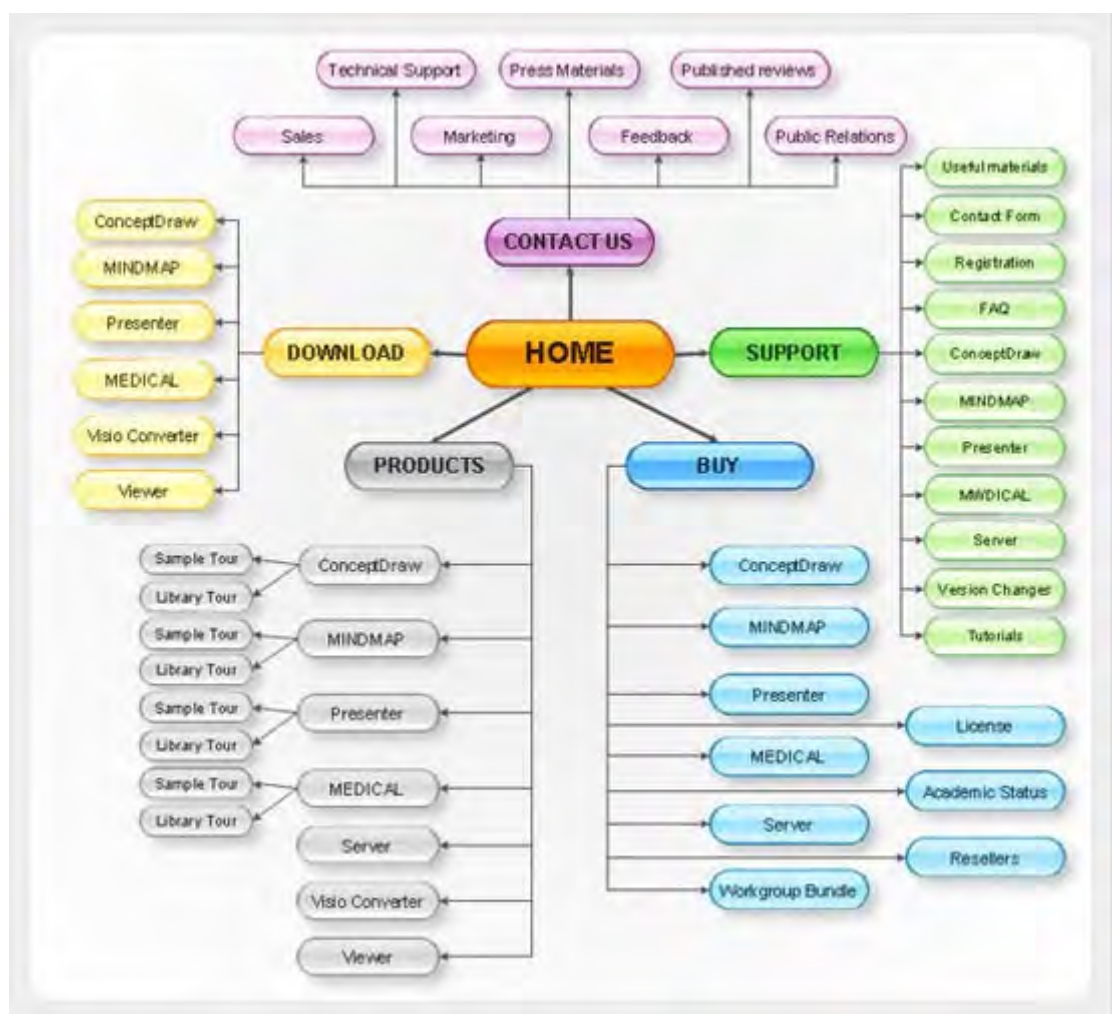 Technical Support
Press Materials
Published reviews
Sales
Marketing
Feedback
Public Relations
CONTACT US
HOME
DOWNLOAD
ConceptDraw
MINDMAP
Presenter
MEDICAL
Visio Converter
Viewer
SUPPORT
Useful materials
Contact Form
Registration
FAQ
ConceptDraw
MINDMAP
Presenter
MWDICAL
Server
Version Changes
Tutorials
PRODUCTS
ConceptDraw
Sample Tour
Library Tour
MINDMAP
Sample Tour
Library Tour
Presenter
Sample Tour
Library Tour
MEDICAL
Sample Tour
Library Tour
Server
Visio Converter
Viewer
BUY
ConceptDraw
MINDMAP
Presenter
License
MEDICAL
Academic Status
Server
Resellers
Workgroup Bundle